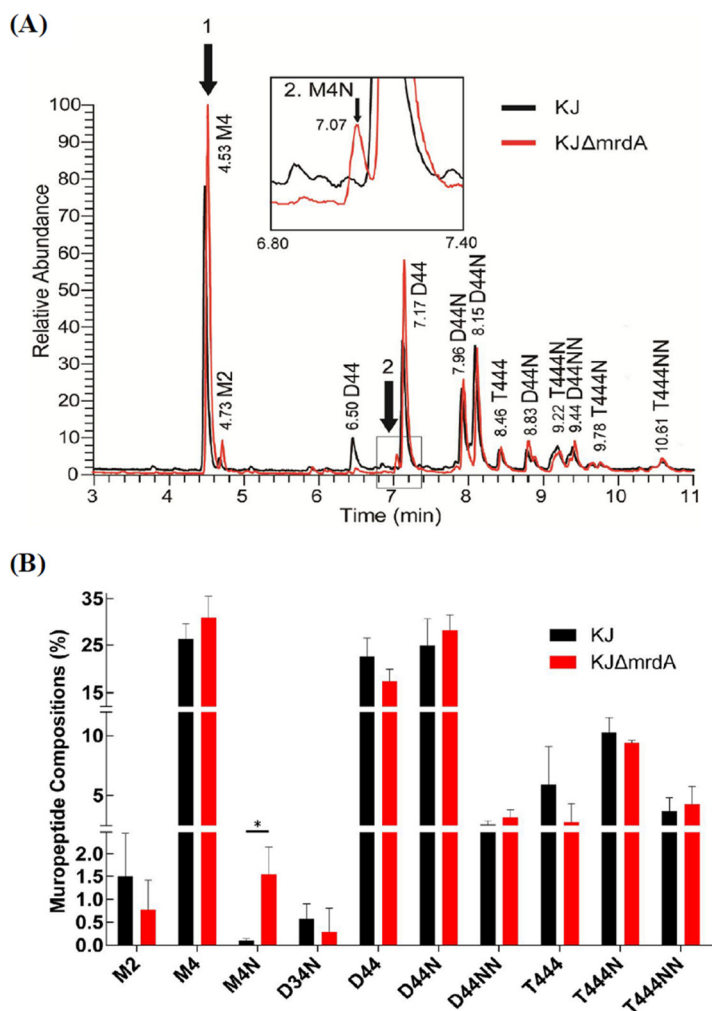 (A)
1
2. M4N
7.07
6.80
7.40
KJ
KJΔmrdA
Relative Abundance
100
90
80
70
60
50
40
30
20
10
0
4.53 M4
4.73 M2
6.50 D44
2
7.17 D44
7.96 D44N
8.15 D44N
8.46 T444
8.83 D44N
9.22 T444N
9.44 D44NN
9.78 T444N
10.61 T444NN
3 4 5 6 7 8 9 10 11
Time (min)
(B)
Muropeptide Compositions (%)
35
25
15
10
5
2.0
1.5
1.0
0.5
0.0
*
KJ
KJΔmrdA
M2 M4 M4N D34N D44 D44N D44NN T444 T444N T444NN